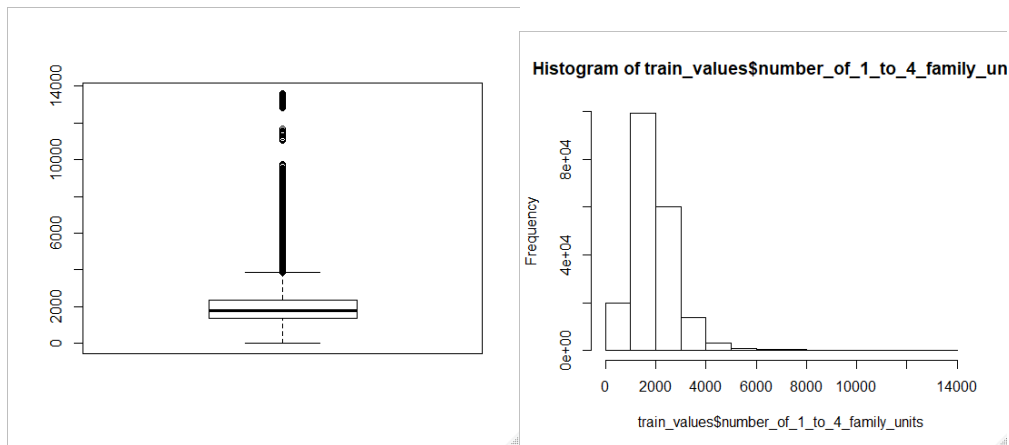 14000
10000
6000
2000
0
Histogram of train_values$number_of_1_to_4_family_un
Frequency
8e+04
4e+04
0e+00
0 2000 4000 6000 8000 10000 14000
train_values$number_of_1_to_4_family_units